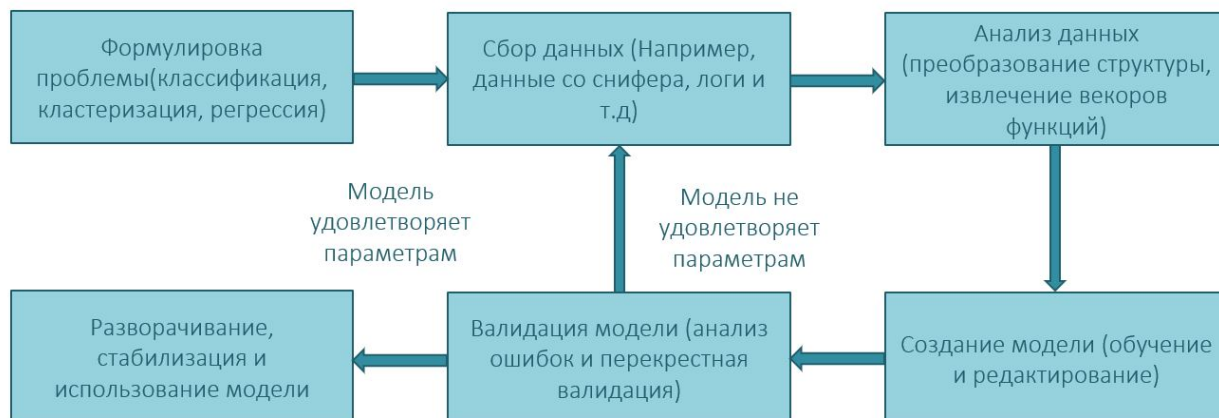 Формулировка
проблемы(классификация,
кластеризация, регрессия)
Сбор данных (Например,
данные со снифера, логи и
т.д)
Анализ данных
(преобразование структуры,
извлечение векоров
функций)
Модель
удовлетворяет
параметрам
Модель не
удовлетворяет
параметрам
Разворачивание,
стабилизация и
использование модели
Валидация модели (анализ
ошибок и перекрестная
валидация)
Создание модели (обучение
и редактирование)